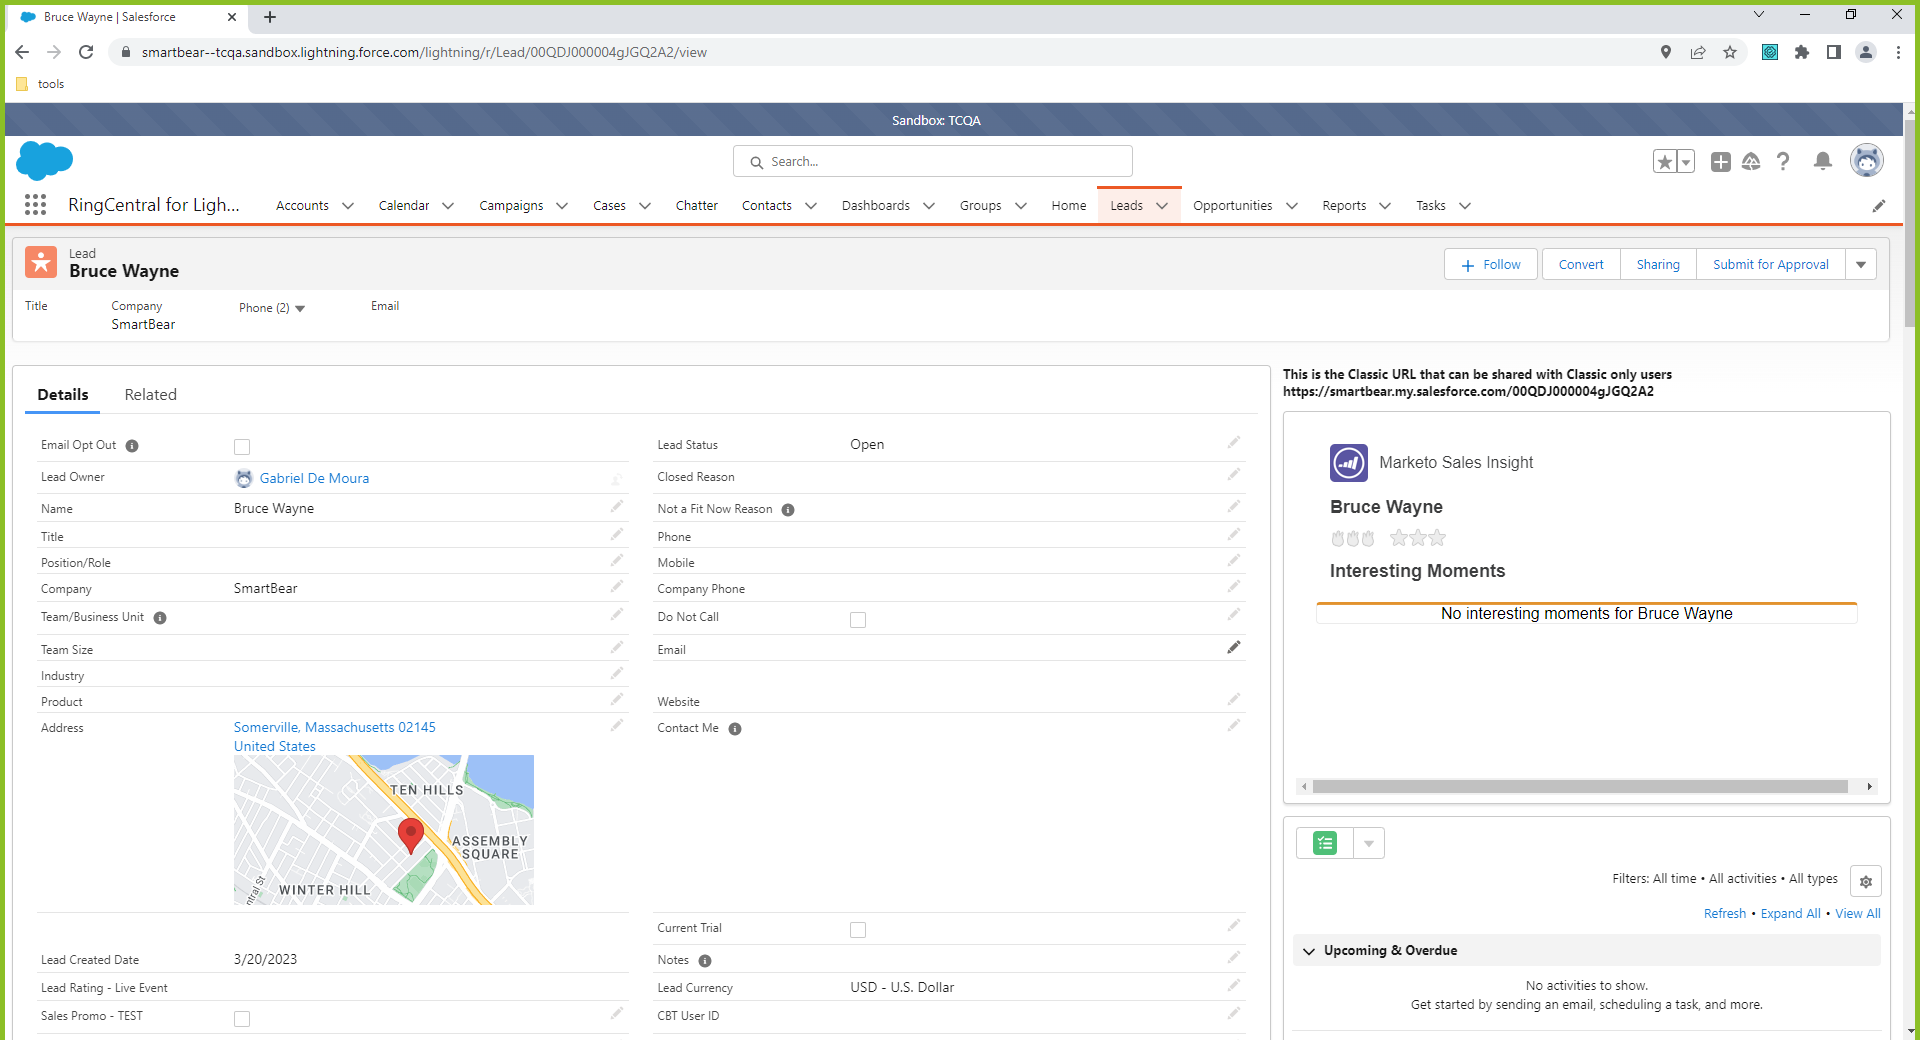 Bruce Wayne | Salesforce
smartbear--tcqa.sandbox.lightning.force.com/lightning/r/Lead/00QDJ000004gJGQ2A2/view
tools
Sandbox: TCQA
Search...
RingCentral for Ligh...
Accounts
Calendar
Campaigns
Cases
Chatter
Contacts
Dashboards
Groups
Home
Leads
Opportunities
Reports
Tasks
Lead
Bruce Wayne
Follow
Convert
Sharing
Submit for Approval
Title
Company
SmartBear
Phone (2)
Email
Details
Related
Email Opt Out
Lead Owner
Gabriel De Moura
Name
Bruce Wayne
Title
Position/Role
Company
SmartBear
Team/Business Unit
Team Size
Industry
Product
Address
Somerville, Massachusetts 02145
United States
TEN HILLS
ASSEMBLY
SQUARE
WINTER HILL
ntral St
Lead Created Date
3/20/2023
Lead Rating - Live Event
Sales Promo - TEST
Lead Status
Open
Closed Reason
Not a Fit Now Reason
Phone
Mobile
Company Phone
Do Not Call
Email
Website
Contact Me
Current Trial
Notes
Lead Currency
USD - U.S. Dollar
CBT User ID
This is the Classic URL that can be shared with Classic only users
https://smartbear.my.salesforce.com/00QDJ000004gJGQ2A2
Marketo Sales Insight
Bruce Wayne
Interesting Moments
No interesting moments for Bruce Wayne
Filters: All time • All activities • All types
Refresh • Expand All • View All
Upcoming & Overdue
No activities to show.
Get started by sending an email, scheduling a task, and more.